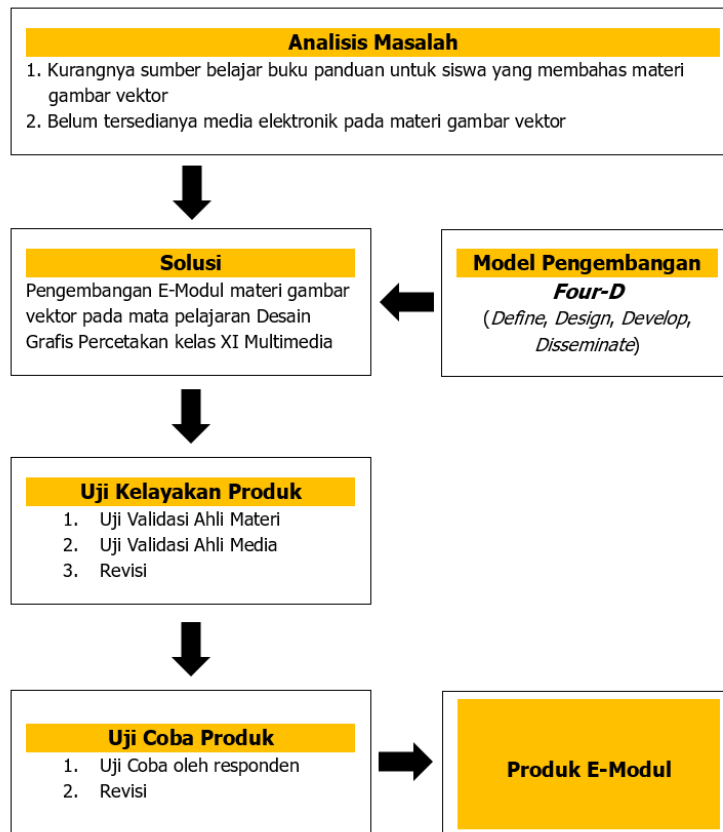 Analisis Masalah
1. Kurangnya sumber belajar buku panduan untuk siswa yang membahas materi
gambar vektor
2. Belum tersedianya media elektronik pada materi gambar vektor
Solusi
Pengembangan E-Modul materi gambar
vektor pada mata pelajaran Desain
Grafis Percetakan kelas XI Multimedia
Model Pengembangan
Four-D
(Define, Design, Develop,
Disseminate)
Uji Kelayakan Produk
1. Uji Validasi Ahli Materi
2. Uji Validasi Ahli Media
3. Revisi
Uji Coba Produk
1. Uji Coba oleh responden
2. Revisi
Produk E-Modul